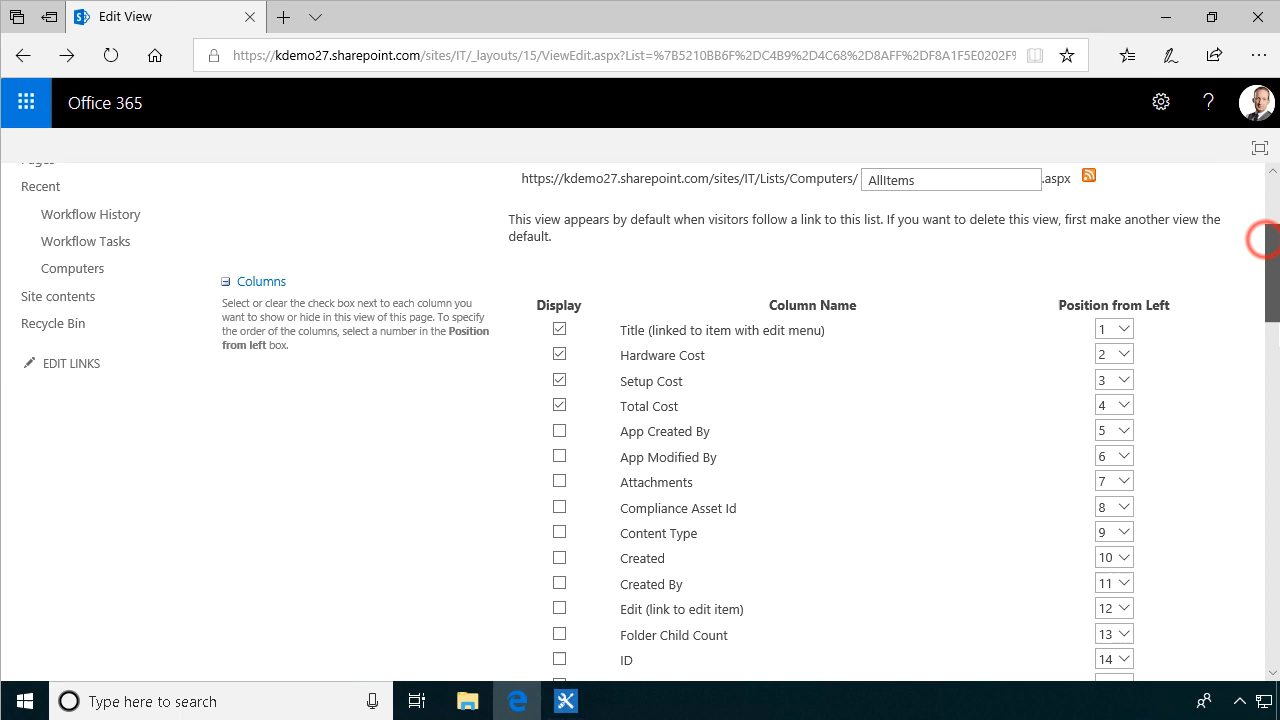 Edit View
https://kdemo27.sharepoint.com/sites/IT/_layouts/15/ViewEdit.aspx?List=%7B5210BB6F%2DC4B9%2D4C68%2D8AFF%2DF8A1F5E0202F9
Office 365
Recent
Workflow History
Workflow Tasks
Computers
Site contents
Recycle Bin
EDIT LINKS
https://kdemo27.sharepoint.com/sites/IT/Lists/Computers/ AllItems .aspx
This view appears by default when visitors follow a link to this list. If you want to delete this view, first make another view the
default.
Columns
Select or clear the check box next to each column you
want to show or hide in this view of this page. To specify
the order of the columns, select a number in the Position
from left box.
Display Column Name Position from Left
Title (linked to item with edit menu) 1
Hardware Cost 2
Setup Cost 3
Total Cost 4
App Created By 5
App Modified By 6
Attachments 7
Compliance Asset Id 8
Content Type 9
Created 10
Created By 11
Edit (link to edit item) 12
Folder Child Count 13
ID 14
Type here to search